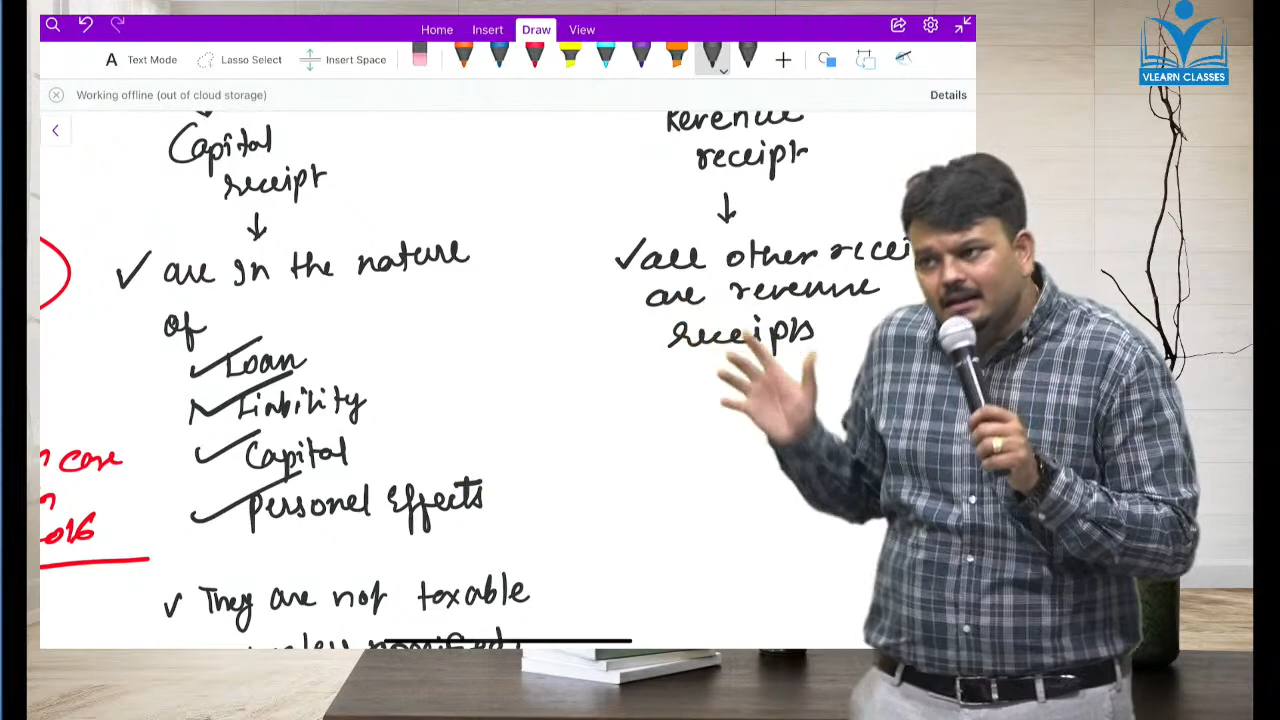 Home Insert Draw View
Text Mode Lasso Select Insert Space
Working offline (out of cloud storage) Details
VLEARN CLASSES
Capital
receipt
are in the nature
of
Loan
Liability
Capital
Personel Effects
They are not taxable
Revenue
receipt
all other recei
are revenue
receipts
care